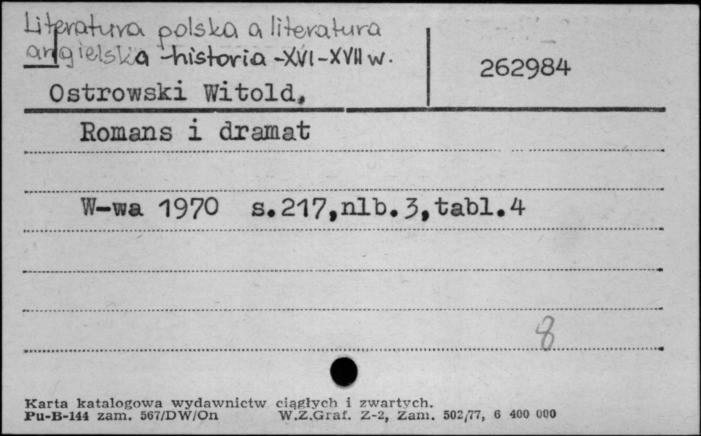 Literatura polska a literatura
angielska -historia -XVI-XVII w.
262984
Ostrowski Witold,
Romans i dramat
W-wa 1970 s.217,nlb.3,tabl.4
8
Karta katalogowa wydawnictw ciągłych i zwartych.
Pu-B-144 zam. 567/DW/On W.Z.Graf. Z-2, Zam. 502/77, 6 400 000